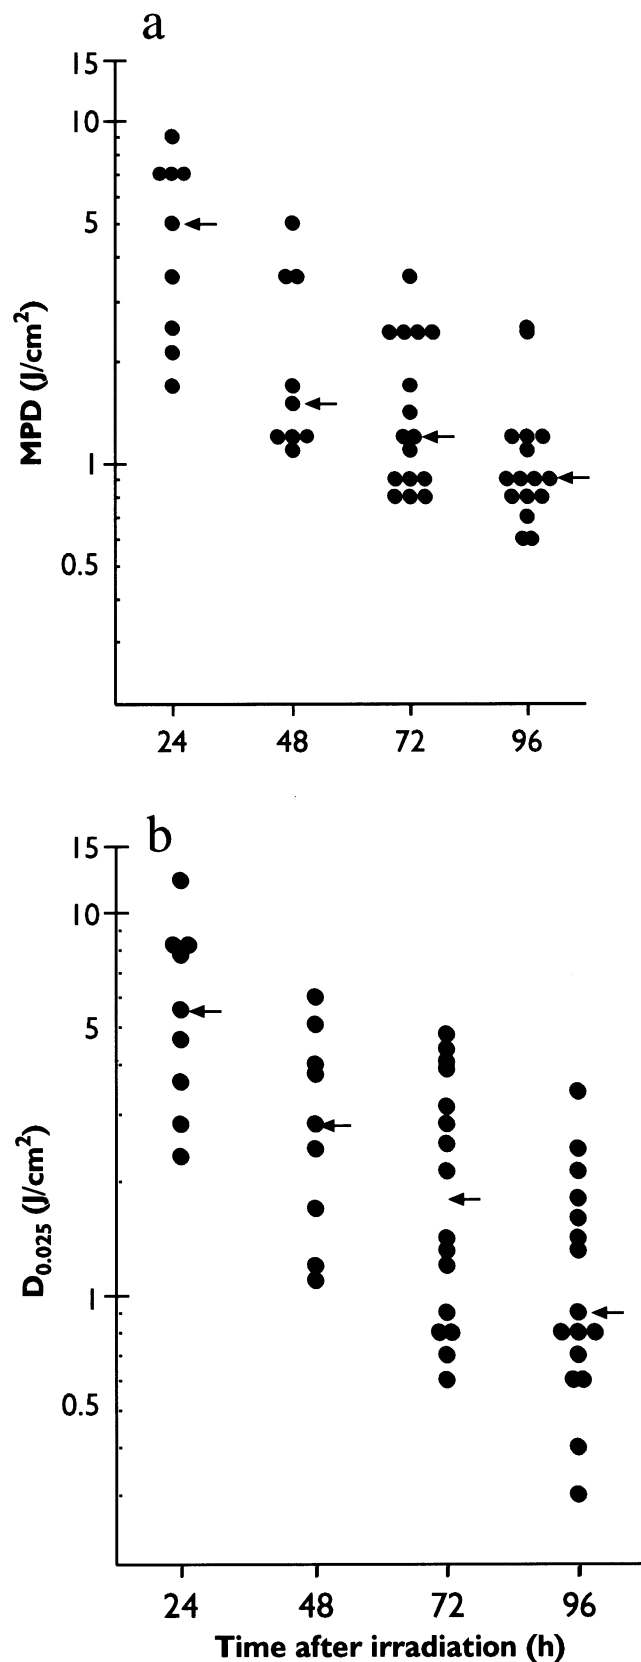 a
15
10
5
1
0.5
MPD (J/cm²)
24 48 72 96
b
15
10
5
1
0.5
D₀.₀₂₅ (J/cm²)
24 48 72 96
Time after irradiation (h)